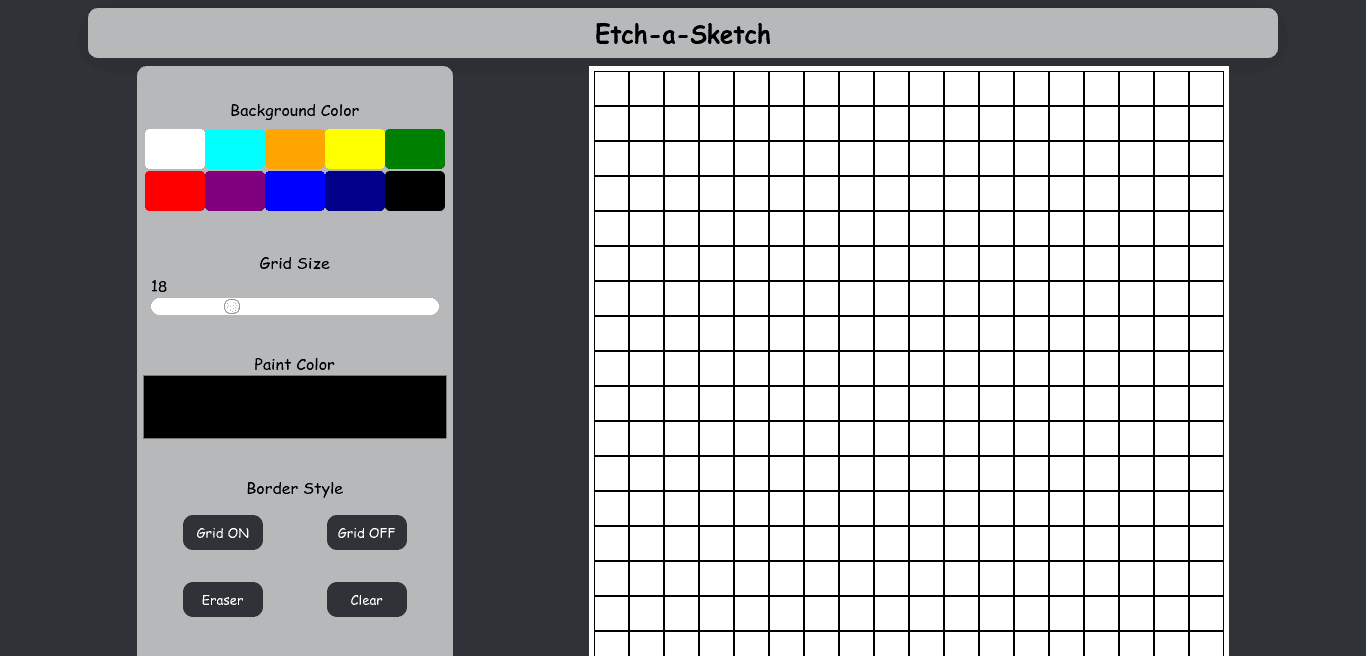 Etch-a-Sketch
Background Color
Grid Size
18
Paint Color
Border Style
Grid ON Grid OFF
Eraser Clear